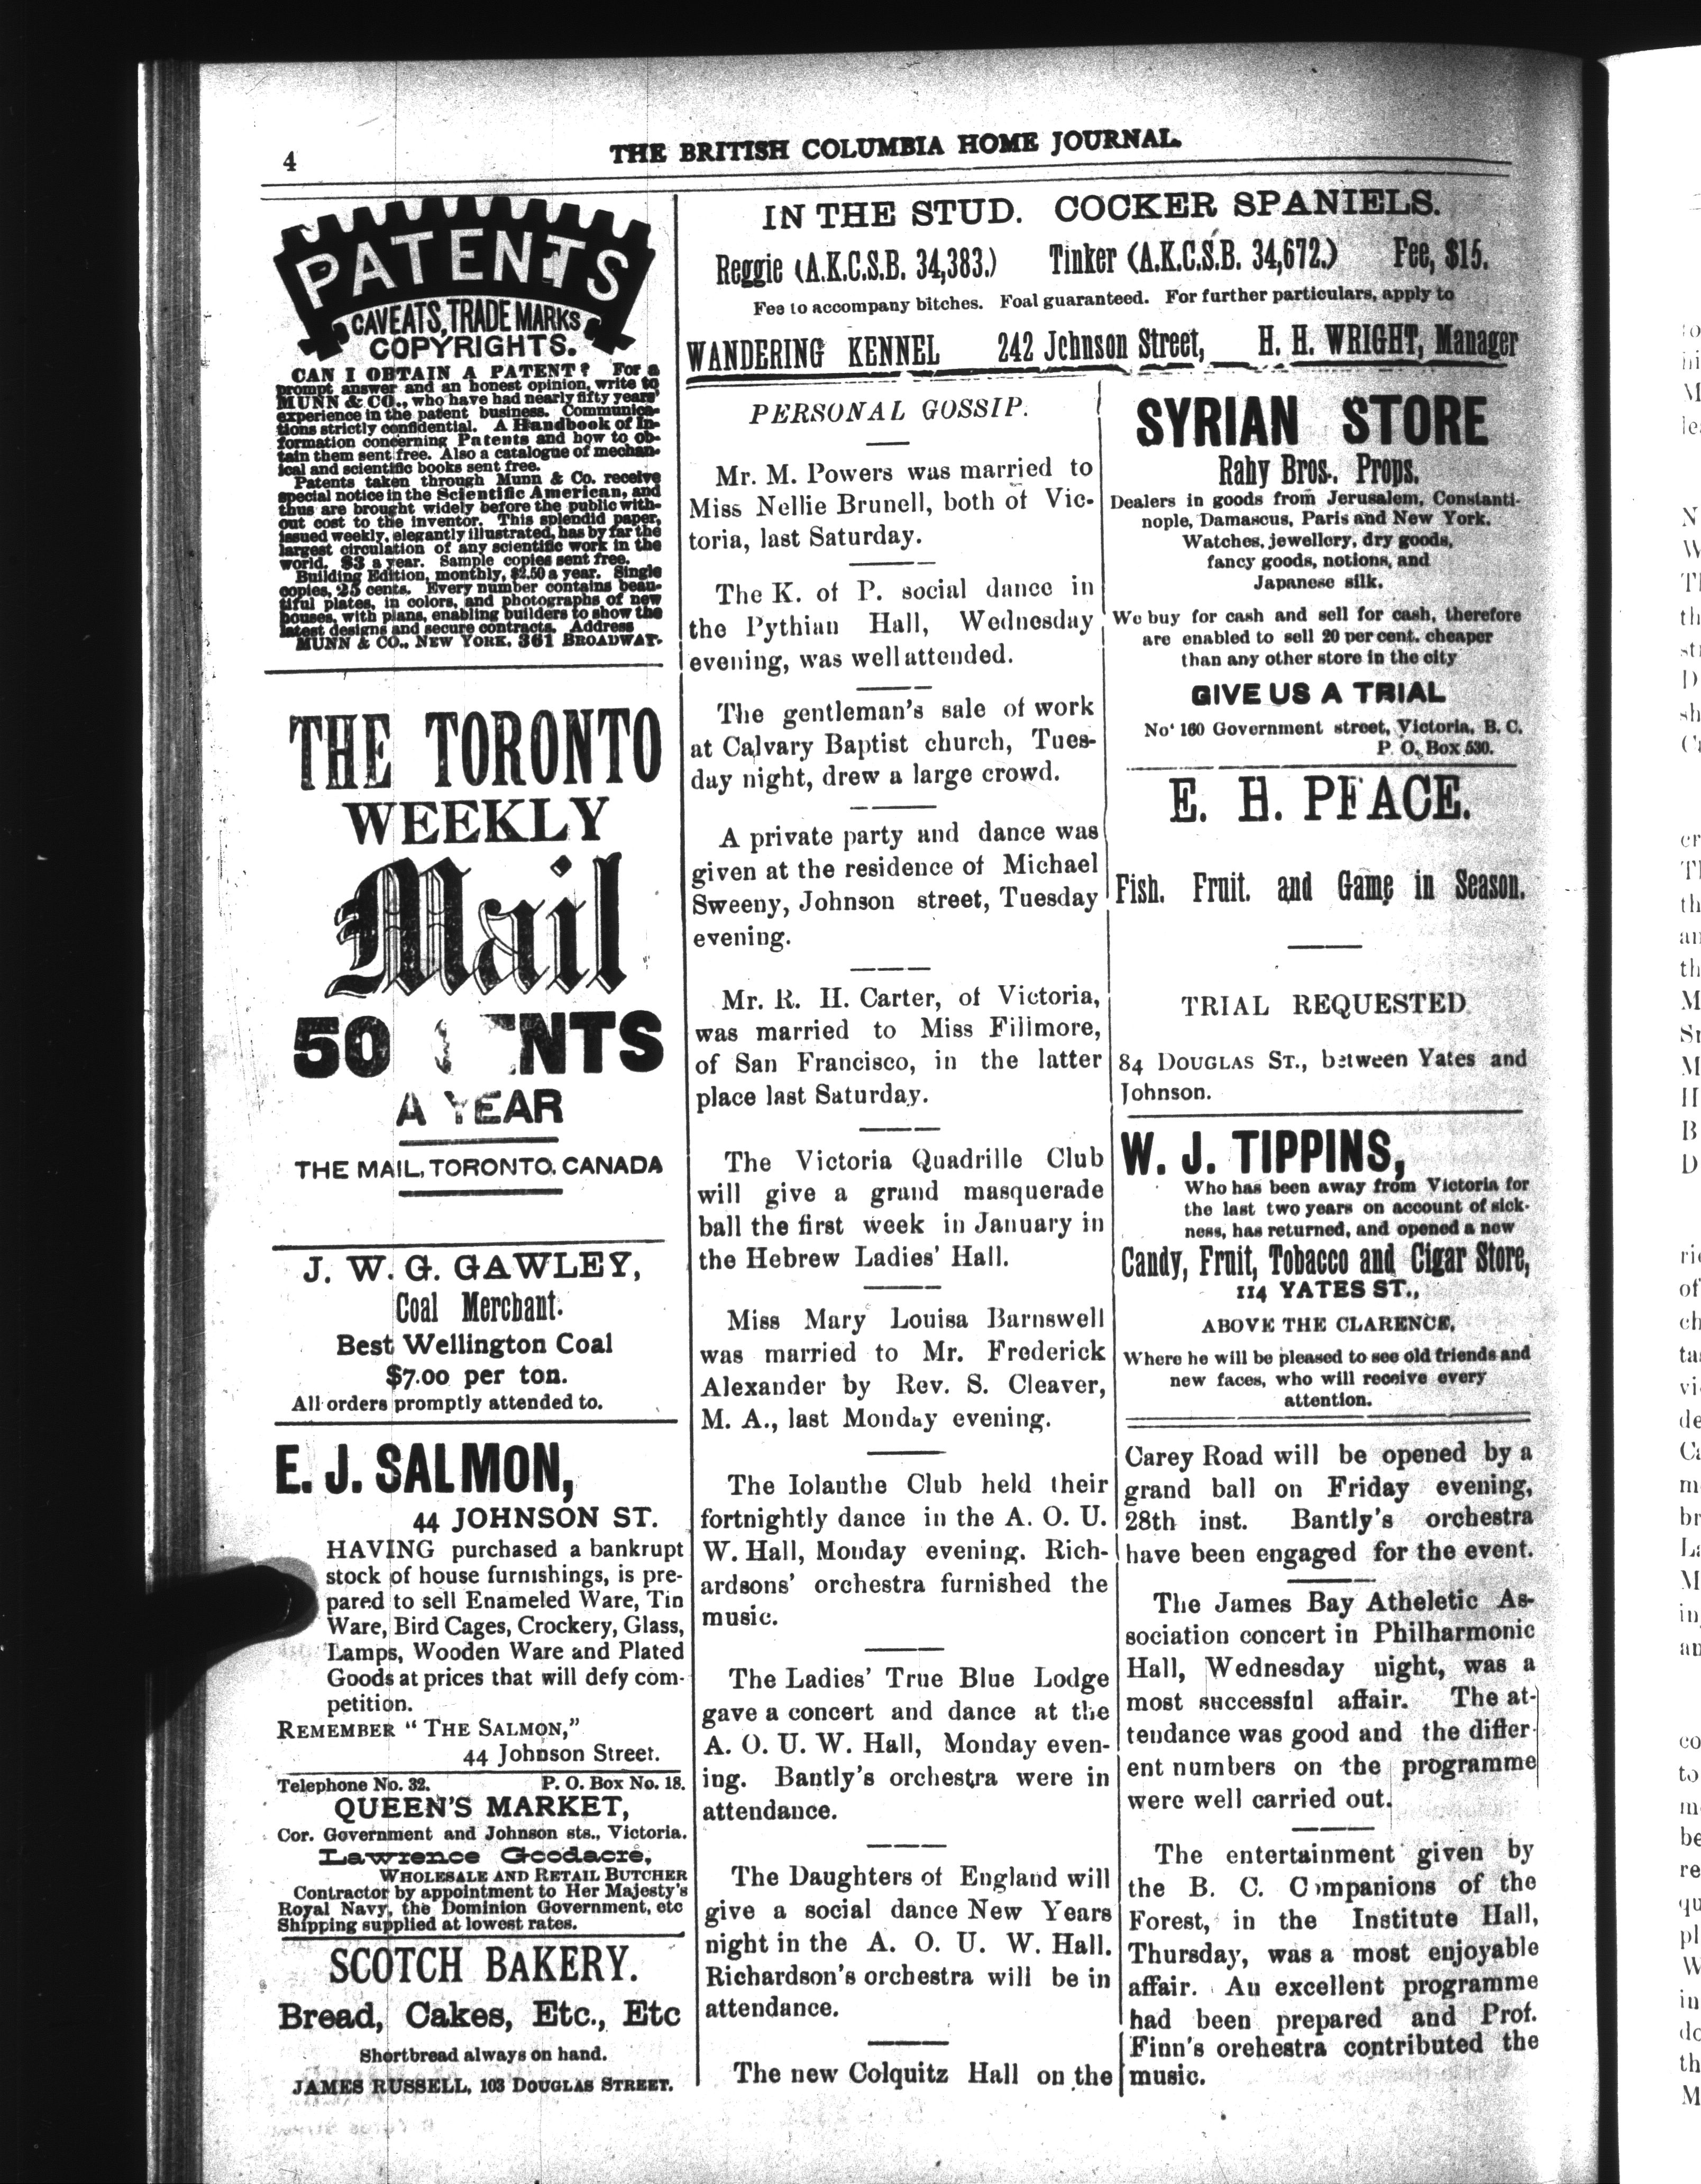 4
THE BRITISH COLUMBIA HOME JOURNAL.
PATENTS
CAVEATS, TRADE MARKS
COPYRIGHTS.
CAN I OBTAIN A PATENT? For a
prompt answer and an honest opinion, write to
MUNN & CO., who have had nearly fifty years'
experience in the patent business. Communica-
tions strictly confidential. A Handbook of In-
formation concerning Patents and how to ob-
tain them sent free. Also a catalogue of mechan-
ical and scientific books sent free.
Patents taken through Munn & Co. receive
special notice in the Scientific American, and
thus are brought widely before the public with-
out cost to the inventor. This splendid paper,
issued weekly, elegantly illustrated, has by far the
largest circulation of any scientific work in the
world. $3 a year. Sample copies sent free.
Building Edition, monthly, $2.50 a year. Single
copies, 25 cents. Every number contains beau-
tiful plates, in colors, and photographs of new
houses, with plans, enabling builders to show the
latest designs and secure contracts. Address
MUNN & CO., NEW YORK, 361 BROADWAY.
THE TORONTO
WEEKLY
Mail
50 CENTS
A YEAR
THE MAIL, TORONTO, CANADA
J. W. G. GAWLEY,
Coal Merchant.
Best Wellington Coal
$7.00 per ton.
All orders promptly attended to.
E. J. SALMON,
44 JOHNSON ST.
HAVING purchased a bankrupt
stock of house furnishings, is pre-
pared to sell Enameled Ware, Tin
Ware, Bird Cages, Crockery, Glass,
Lamps, Wooden Ware and Plated
Goods at prices that will defy com-
petition.
REMEMBER "THE SALMON,"
44 Johnson Street.
Telephone No. 32. P. O. Box No. 18.
QUEEN'S MARKET,
Cor. Government and Johnson sts., Victoria.
Lawrence Goodacre,
WHOLESALE AND RETAIL BUTCHER
Contractor by appointment to Her Majesty's
Royal Navy, the Dominion Government, etc
Shipping supplied at lowest rates.
SCOTCH BAKERY.
Bread, Cakes, Etc., Etc
Shortbread always on hand.
JAMES RUSSELL, 103 DOUGLAS STREET.
IN THE STUD. COCKER SPANIELS.
Reggie (A.K.C.S.B. 34,383.) Tinker (A.K.C.S.B. 34,672.) Fee, $15.
Fee to accompany bitches. Foal guaranteed. For further particulars, apply to
WANDERING KENNEL 242 Johnson Street, H. H. WRIGHT, Manager
PERSONAL GOSSIP.
Mr. M. Powers was married to
Miss Nellie Brunell, both of Vic-
toria, last Saturday.
The K. of P. social dance in
the Pythian Hall, Wednesday
evening, was well attended.
The gentleman's sale of work
at Calvary Baptist church, Tues-
day night, drew a large crowd.
A private party and dance was
given at the residence of Michael
Sweeny, Johnson street, Tuesday
evening.
Mr. R. H. Carter, of Victoria,
was married to Miss Fillmore,
of San Francisco, in the latter
place last Saturday.
The Victoria Quadrille Club
will give a grand masquerade
ball the first week in January in
the Hebrew Ladies' Hall.
Miss Mary Louisa Barnswell
was married to Mr. Frederick
Alexander by Rev. S. Cleaver,
M. A., last Monday evening.
The Iolanthe Club held their
fortnightly dance in the A. O. U.
W. Hall, Monday evening. Rich-
ardsons' orchestra furnished the
music.
The Ladies' True Blue Lodge
gave a concert and dance at the
A. O. U. W. Hall, Monday even-
ing. Bantly's orchestra were in
attendance.
The Daughters of England will
give a social dance New Years
night in the A. O. U. W. Hall.
Richardson's orchestra will be in
attendance.
The new Colquitz Hall on the
SYRIAN STORE
Rahy Bros., Props.
Dealers in goods from Jerusalem, Constanti-
nople, Damascus, Paris and New York.
Watches, jewellory, dry goods,
fancy goods, notions, and
Japanese silk.
We buy for cash and sell for cash, therefore
are enabled to sell 20 per cent. cheaper
than any other store in the city
GIVE US A TRIAL
No' 160 Government street, Victoria, B. C.
P. O. Box 530.
E. H. PEACE.
Fish. Fruit. and Game in Season.
TRIAL REQUESTED
84 DOUGLAS ST., between Yates and
Johnson.
W. J. TIPPINS,
Who has been away from Victoria for
the last two years on account of sick-
ness, has returned, and opened a new
Candy, Fruit, Tobacco and Cigar Store,
114 YATES ST.,
ABOVE THE CLARENCE,
Where he will be pleased to see old friends and
new faces, who will receive every
attention.
Carey Road will be opened by a
grand ball on Friday evening,
28th inst. Bantly's orchestra
have been engaged for the event.
The James Bay Atheletic As-
sociation concert in Philharmonic
Hall, Wednesday night, was a
most successful affair. The at-
tendance was good and the differ-
ent numbers on the programme
were well carried out.
The entertainment given by
the B. C. Companions of the
Forest, in the Institute Hall,
Thursday, was a most enjoyable
affair. An excellent programme
had been prepared and Prof.
Finn's orehestra contributed the
music.